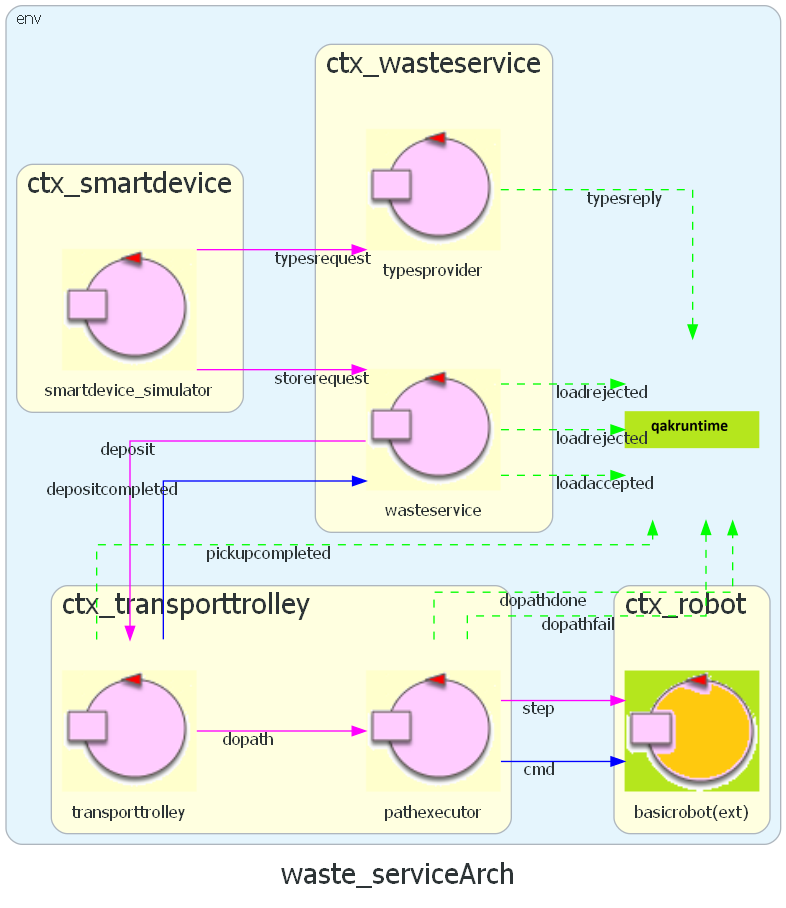 env
ctx_wasteservice
ctx_smartdevice
typesreply
typesrequest
typesprovider
smartdevice_simulator
storerequest
loadrejected
qakruntime
loadrejected
deposit
loadaccepted
depositcompleted
wasteservice
pickupcompleted
ctx_transporttrolley
dopathdone
ctx_robot
dopathfail
step
dopath
cmd
transporttrolley
pathexecutor
basicrobot(ext)
waste_serviceArch